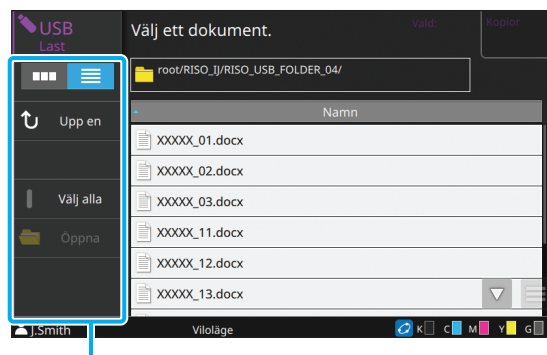 USB
Last
Välj ett dokument.
Vald:
Kopior
root/RISO_IJ/RISO_USB_FOLDER_04/
Namn
Upp en
XXXXX_01.docx
XXXXX_02.docx
Välj alla
XXXXX_03.docx
Öppna
XXXXX_11.docx
XXXXX_12.docx
XXXXX_13.docx
J.Smith
Viloläge
K C M Y G